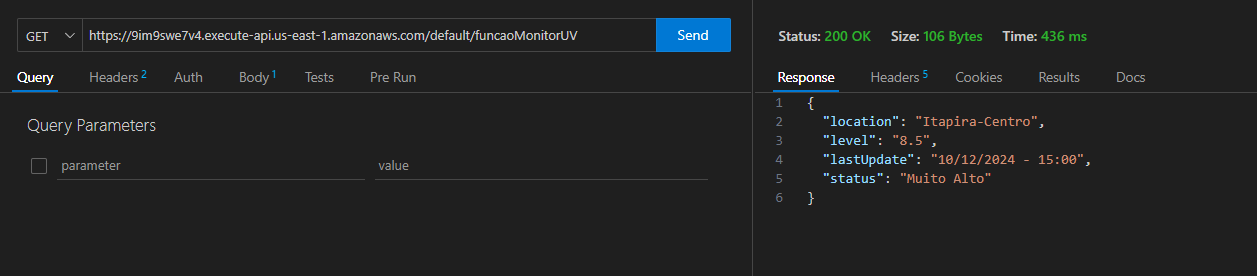 GET https://9im9swe7v4.execute-api.us-east-1.amazonaws.com/default/funcaoMonitorUV Send
Query Headers 2 Auth Body 1 Tests Pre Run
Query Parameters
parameter value
Status: 200 OK Size: 106 Bytes Time: 436 ms
Response Headers 5 Cookies Results Docs
1 {
2 "location": "Itapira-Centro",
3 "level": "8.5",
4 "lastUpdate": "10/12/2024 - 15:00",
5 "status": "Muito Alto"
6 }